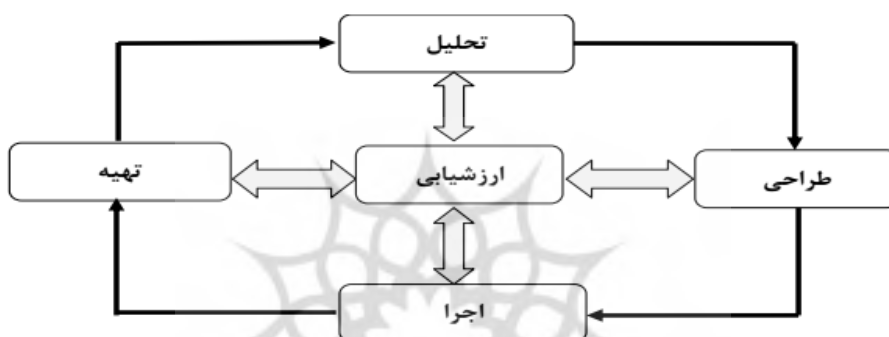 تحلیل
تهیه
ارزشیابی
طراحی
اجرا